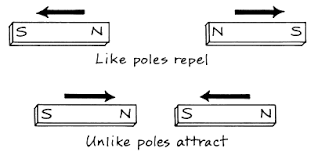 S N N S
Like poles repel
S N S N
Unlike poles attract